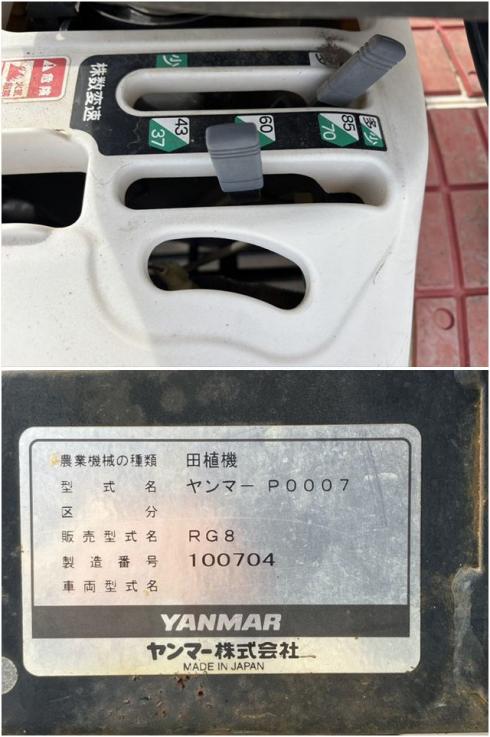 危険
株数変速
少
多
少
85
70
60
43
37
農業機械の種類 田植機
型式名 ヤンマー P0007
区分
販売型式名 RG8
製造番号 100704
車両型式名
YANMAR
ヤンマー株式会社
MADE IN JAPAN